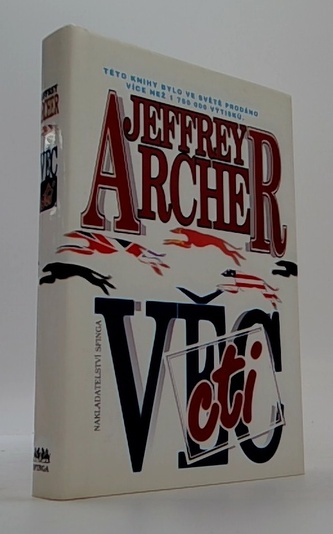 TÉTO KNIHY BYLO VE SVĚTĚ PRODÁNO
VÍCE NEŽ 1 750 000 VÝTISKŮ.
JEFFREY
ARCHER
VĚC
cti
NAKLADATELSTVÍ SFINGA
JEFFREY
ARCHER
VĚC
cti
SFINGA